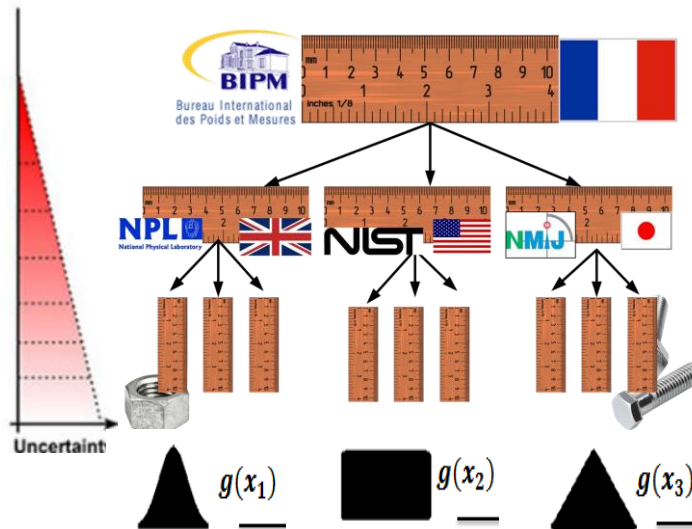 BIPM
Bureau International
des Poids et Mesures
mm
0 1 2 3 4 5 6 7 8 9 10
0 1 2 3 4
inches 1/8
NPL
National Physical Laboratory
NIST
NMIJ
Uncertainty
g(x₁)
g(x₂)
g(x₃)